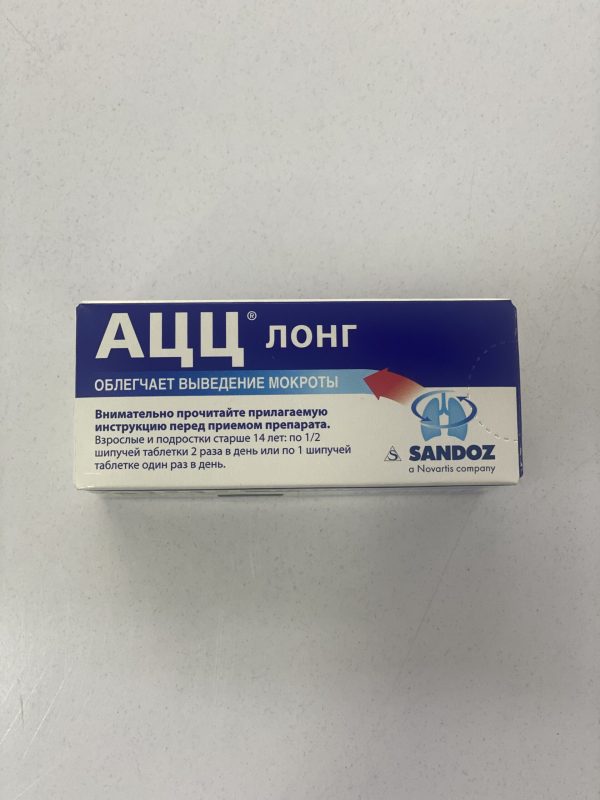 АЦЦ® ЛОНГ
ОБЛЕГЧАЕТ ВЫВЕДЕНИЕ МОКРОТЫ
Внимательно прочитайте прилагаемую
инструкцию перед приемом препарата.
Взрослые и подростки старше 14 лет: по 1/2
шипучей таблетки 2 раза в день или по 1 шипучей
таблетке один раз в день.
S SANDOZ
a Novartis company